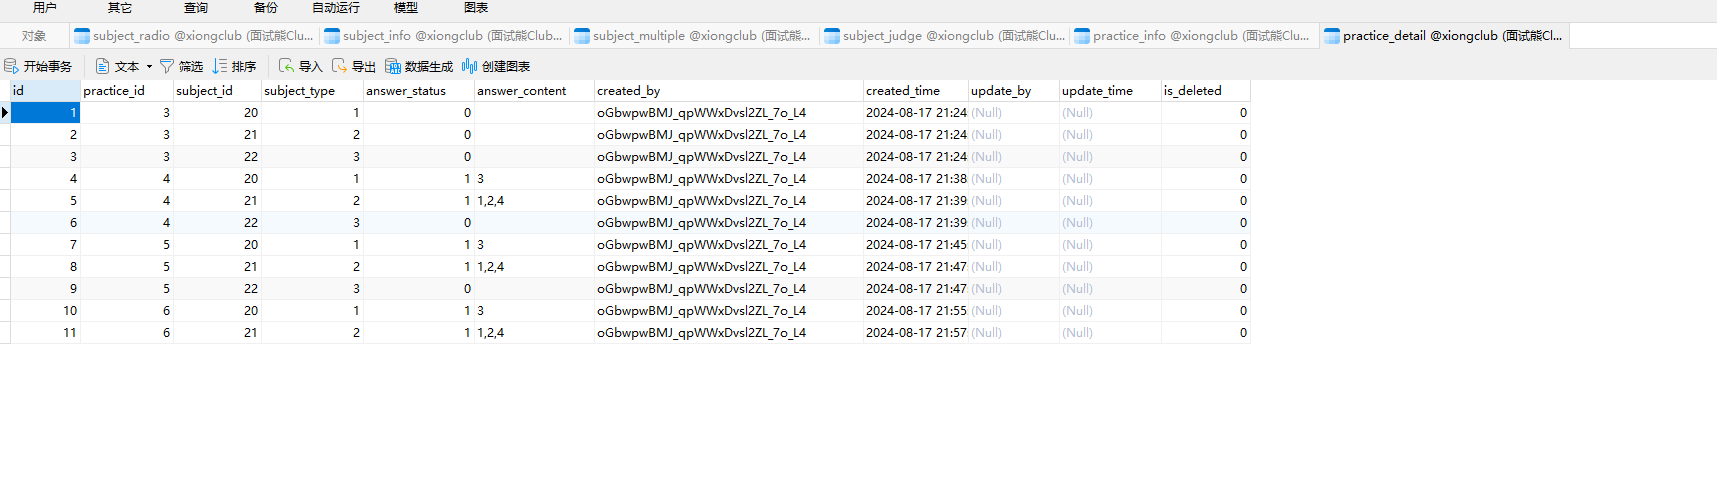 用户 其它 查询 备份 自动运行 模型 图表
对象 subject_radio @xiongclub (面试熊Clu... subject_info @xiongclub (面试熊Club... subject_multiple @xiongclub (面试熊... subject_judge @xiongclub (面试熊Clu... practice_info @xiongclub (面试熊Clu... practice_detail @xiongclub (面试熊Cl...
开始事务 文本 筛选 排序 导入 导出 数据生成 创建图表
id practice_id subject_id subject_type answer_status answer_content created_by created_time update_by update_time is_deleted
1 3 20 1 0 oGbwpwBMJ_qpWWxDvsl2ZL_7o_L4 2024-08-17 21:24 (Null) (Null) 0
2 3 21 2 0 oGbwpwBMJ_qpWWxDvsl2ZL_7o_L4 2024-08-17 21:24 (Null) (Null) 0
3 3 22 3 0 oGbwpwBMJ_qpWWxDvsl2ZL_7o_L4 2024-08-17 21:24 (Null) (Null) 0
4 4 20 1 1 3 oGbwpwBMJ_qpWWxDvsl2ZL_7o_L4 2024-08-17 21:38 (Null) (Null) 0
5 4 21 2 1 1,2,4 oGbwpwBMJ_qpWWxDvsl2ZL_7o_L4 2024-08-17 21:39 (Null) (Null) 0
6 4 22 3 0 oGbwpwBMJ_qpWWxDvsl2ZL_7o_L4 2024-08-17 21:39 (Null) (Null) 0
7 5 20 1 1 3 oGbwpwBMJ_qpWWxDvsl2ZL_7o_L4 2024-08-17 21:45 (Null) (Null) 0
8 5 21 2 1 1,2,4 oGbwpwBMJ_qpWWxDvsl2ZL_7o_L4 2024-08-17 21:47 (Null) (Null) 0
9 5 22 3 0 oGbwpwBMJ_qpWWxDvsl2ZL_7o_L4 2024-08-17 21:47 (Null) (Null) 0
10 6 20 1 1 3 oGbwpwBMJ_qpWWxDvsl2ZL_7o_L4 2024-08-17 21:55 (Null) (Null) 0
11 6 21 2 1 1,2,4 oGbwpwBMJ_qpWWxDvsl2ZL_7o_L4 2024-08-17 21:57 (Null) (Null) 0